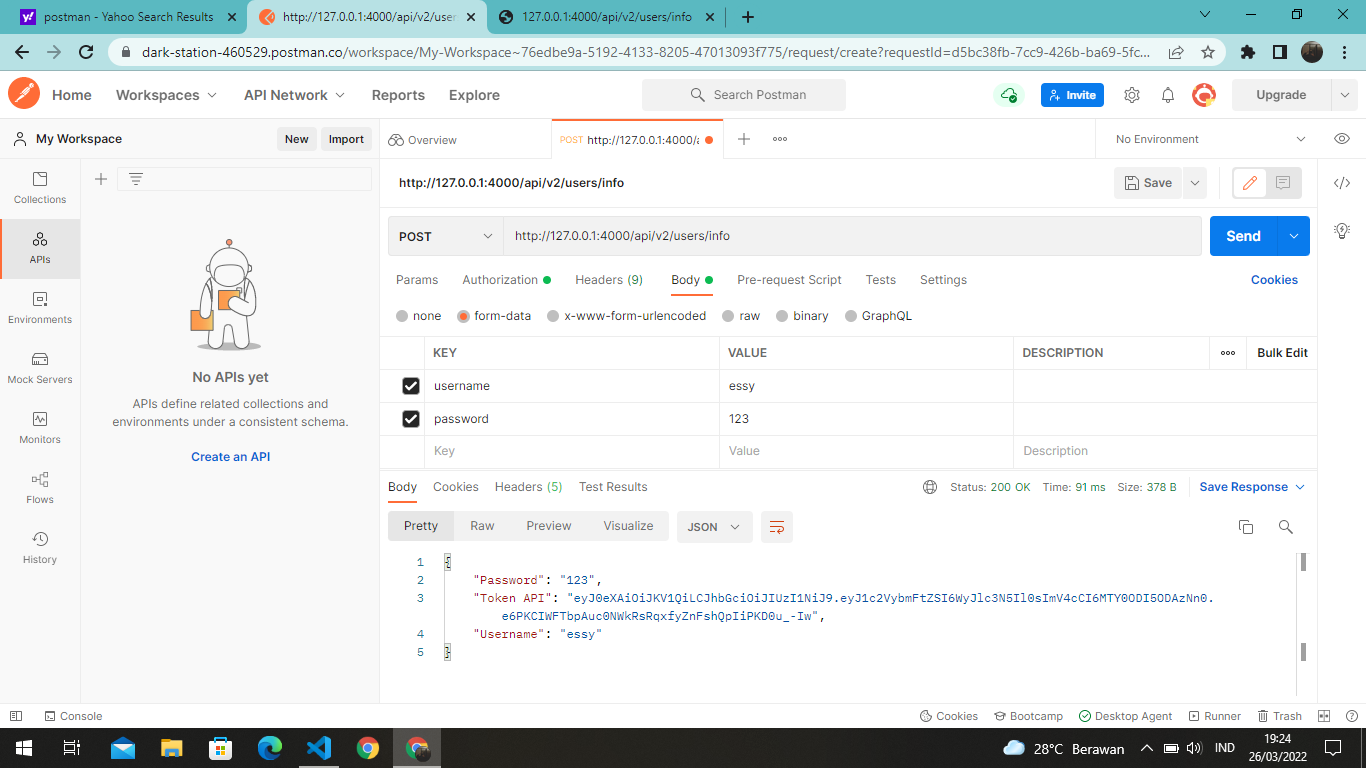 postman - Yahoo Search Results
http://127.0.0.1:4000/api/v2/user
127.0.0.1:4000/api/v2/users/info
dark-station-460529.postman.co/workspace/My-Workspace~76edbe9a-5192-4133-8205-47013093f775/request/create?requestId=d5bc38fb-7cc9-426b-ba69-5fc...
Home Workspaces API Network Reports Explore Search Postman Invite Upgrade
My Workspace New Import Overview POST http://127.0.0.1:4000/a No Environment
Collections
APIs
Environments
Mock Servers
Monitors
Flows
History
No APIs yet
APIs define related collections and
environments under a consistent schema.
Create an API
http://127.0.0.1:4000/api/v2/users/info Save
POST http://127.0.0.1:4000/api/v2/users/info Send
Params Authorization Headers (9) Body Pre-request Script Tests Settings Cookies
none form-data x-www-form-urlencoded raw binary GraphQL
KEY VALUE DESCRIPTION Bulk Edit
username essy
password 123
Key Value Description
Body Cookies Headers (5) Test Results Status: 200 OK Time: 91 ms Size: 378 B Save Response
Pretty Raw Preview Visualize JSON
1 {
2 "Password": "123",
3 "Token API": "eyJ0eXAiOiJKV1QiLCJhbGciOiJIUzI1NiJ9.eyJ1c2VybmFtZSI6WyJlc3N5Il0sImV4cCI6MTY0ODI5ODAzNn0.
e6PKCIWFTbpAuc0NWkRsRqxfyZnFshQpIiPKD0u_-Iw",
4 "Username": "essy"
5 }
Console Cookies Bootcamp Desktop Agent Runner Trash
28°C Berawan IND 19:24
26/03/2022